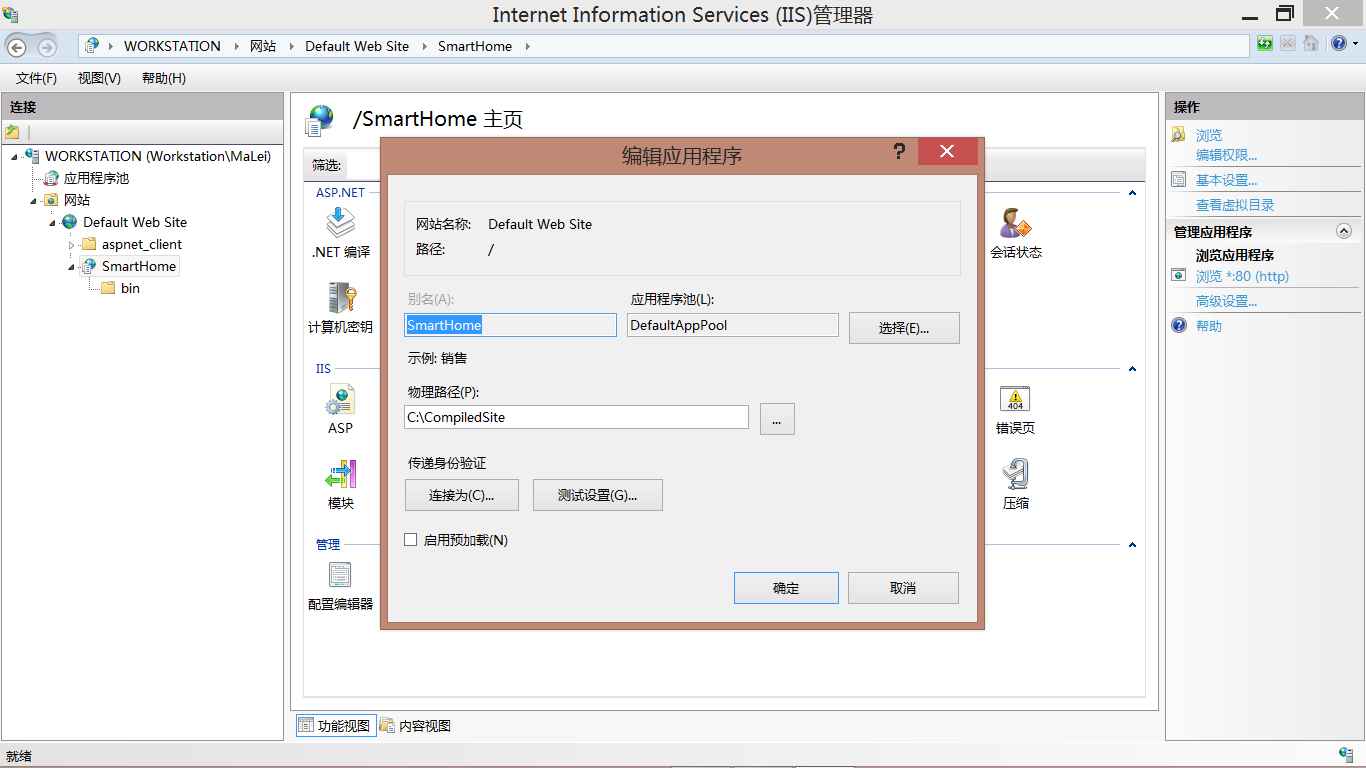 Internet Information Services (IIS)管理器
WORKSTATION 网站 Default Web Site SmartHome
文件(F) 视图(V) 帮助(H)
连接
WORKSTATION (Workstation\MaLei)
应用程序池
网站
Default Web Site
aspnet_client
SmartHome
bin
/SmartHome 主页
筛选:
ASP.NET
.NET 编译
会话状态
计算机密钥
IIS
ASP
404
错误页
模块
压缩
管理
配置编辑器
编辑应用程序
?
网站名称: Default Web Site
路径: /
别名(A):
应用程序池(L):
SmartHome
DefaultAppPool
选择(E)...
示例: 销售
物理路径(P):
C:\CompiledSite
...
传递身份验证
连接为(C)...
测试设置(G)...
启用预加载(N)
确定
取消
功能视图
内容视图
操作
浏览
编辑权限...
基本设置...
查看虚拟目录
管理应用程序
浏览应用程序
浏览 *:80 (http)
高级设置...
帮助
就绪